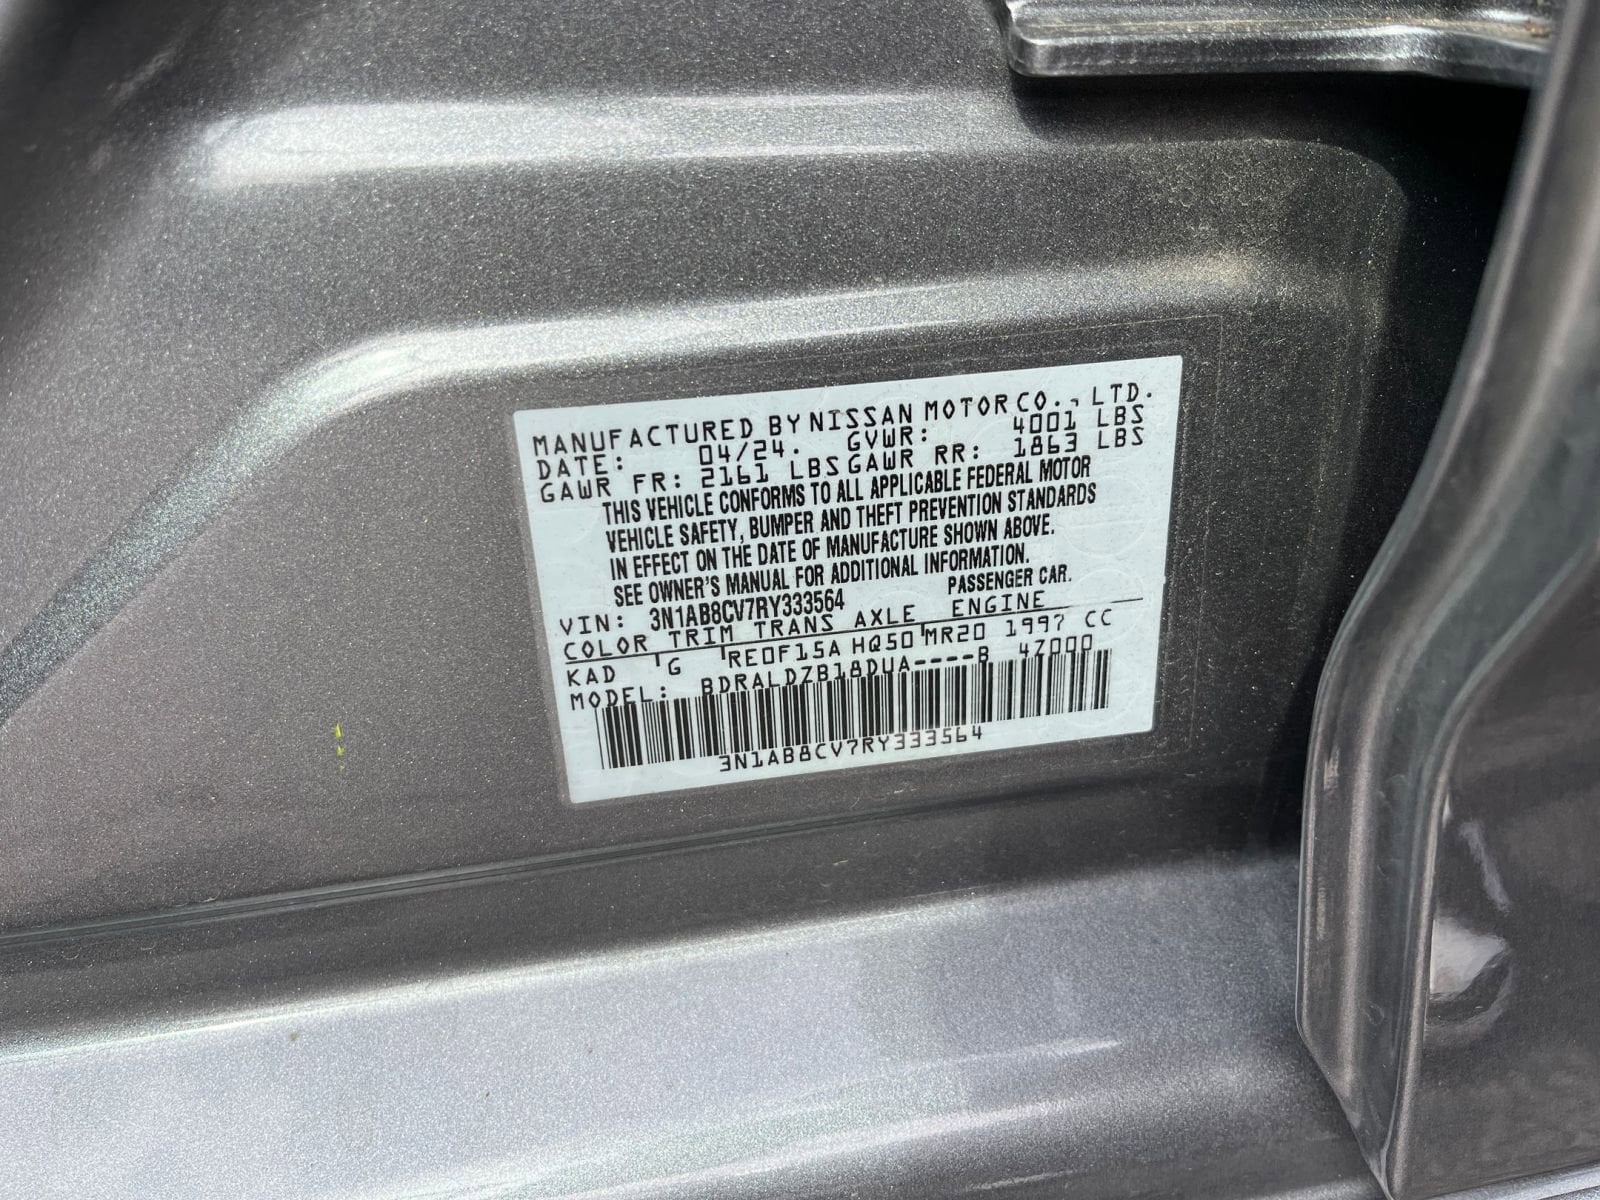 MANUFACTURED BY NISSAN MOTOR CO., LTD.
DATE: 04/24. GVWR: 4001 LBS
GAWR FR: 2161 LBS GAWR RR: 1863 LBS
THIS VEHICLE CONFORMS TO ALL APPLICABLE FEDERAL MOTOR
VEHICLE SAFETY, BUMPER AND THEFT PREVENTION STANDARDS
IN EFFECT ON THE DATE OF MANUFACTURE SHOWN ABOVE.
SEE OWNER'S MANUAL FOR ADDITIONAL INFORMATION.
VIN: 3N1AB8CV7RY333564 PASSENGER CAR.
COLOR TRIM TRANS AXLE ENGINE
KAD G RE0F15A HQ50 MR20 1997 CC
MODEL: BDRALDZB18DUA----B 4Z000
3N1AB8CV7RY333564